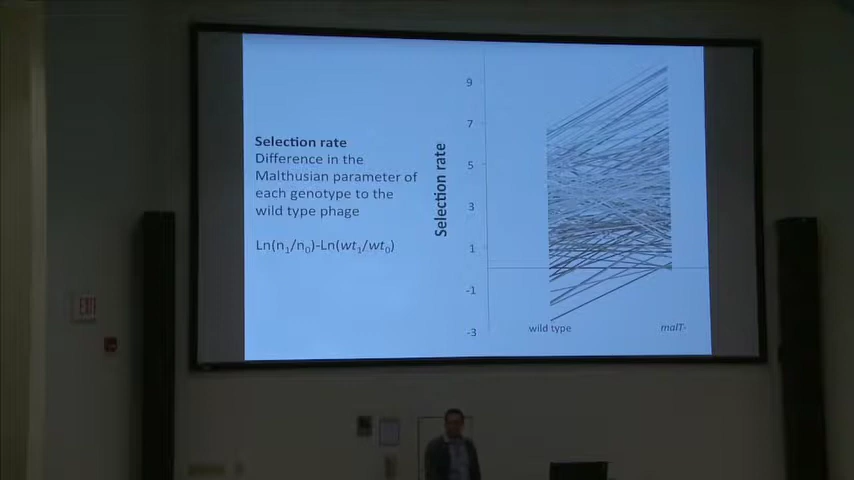 Selection rate
Difference in the
Malthusian parameter of
each genotype to the
wild type phage
Ln(n1/n0)-Ln(wt1/wt0)
Selection rate
9
7
5
3
1
-1
-3
wild type
malT-
EXIT